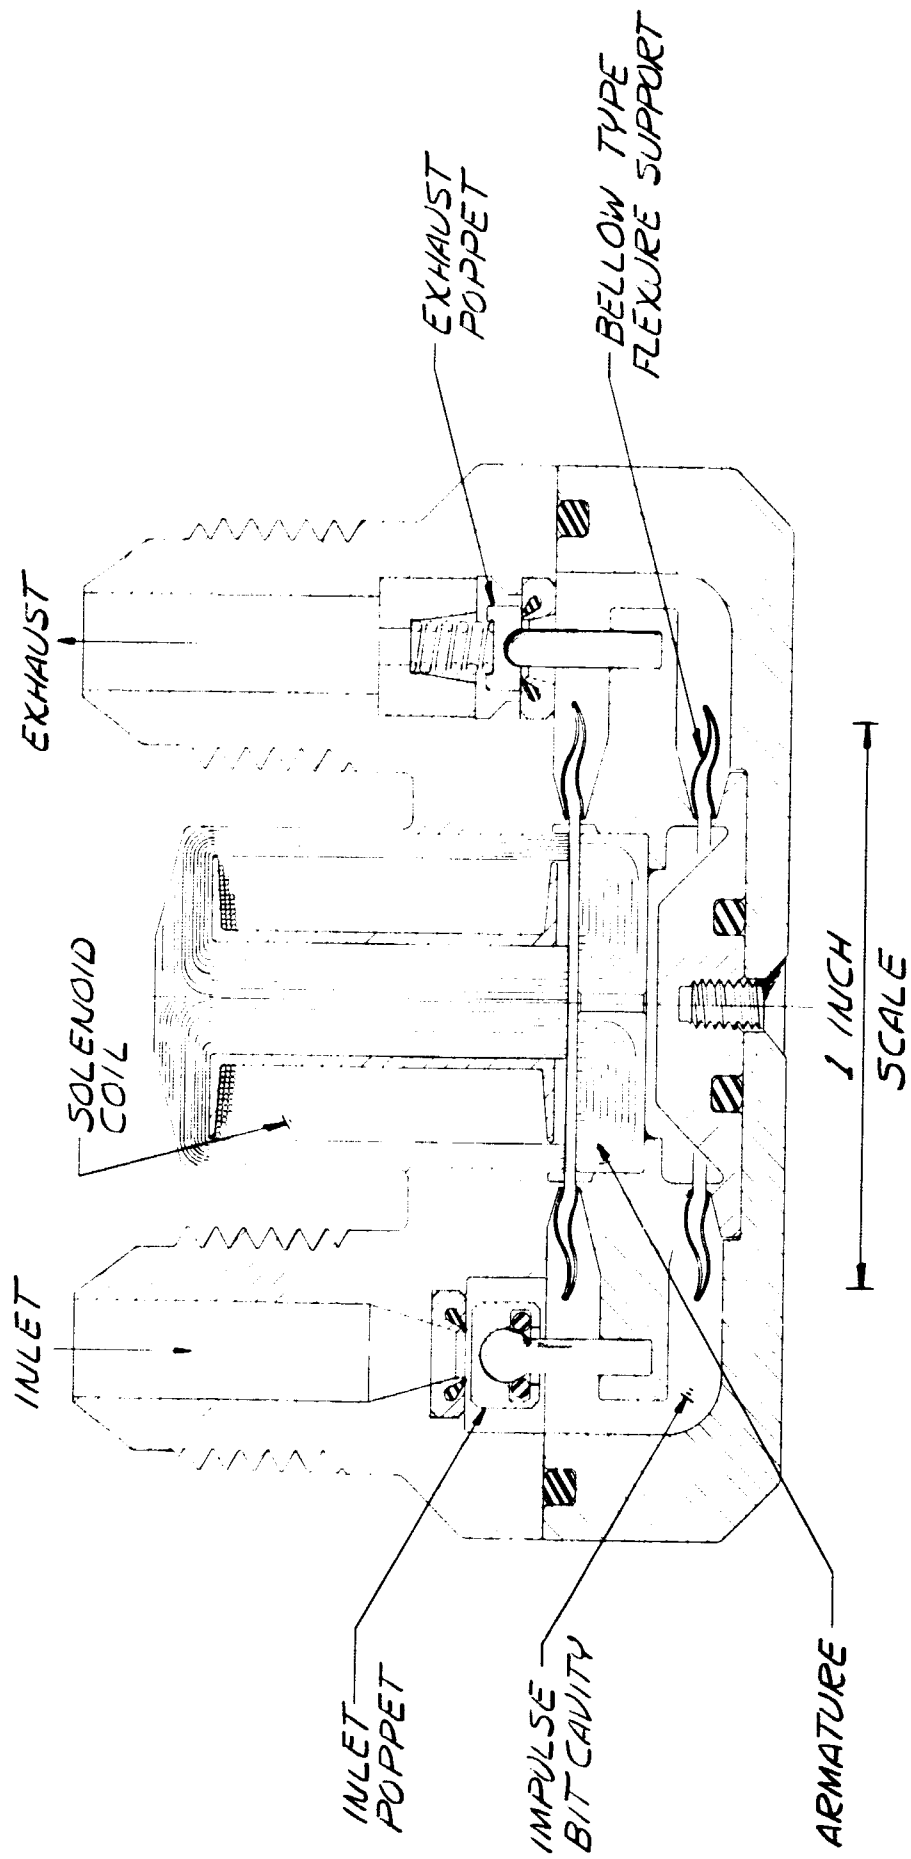 INLET
SOLENOID
COIL
EXHAUST
INLET
POPPET
EXHAUST
POPPET
IMPULSE
BIT CAVITY
BELLOW TYPE
FLEXURE SUPPORT
ARMATURE
1 INCH
SCALE